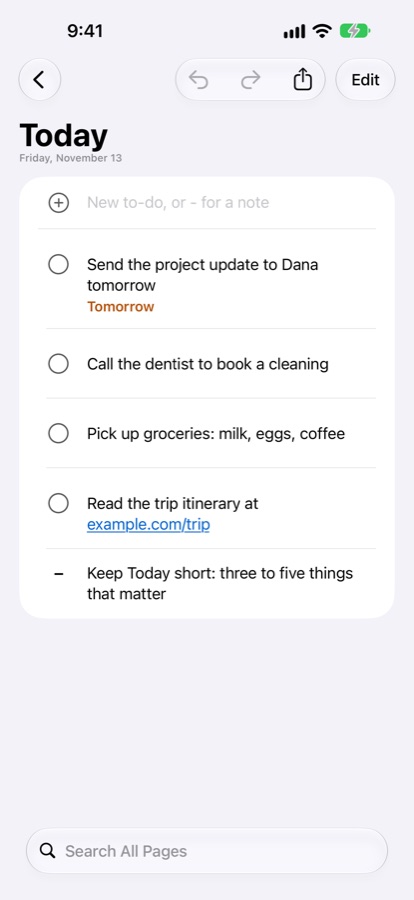 9:41
Edit
Today
Friday, November 13
New to-do, or - for a note
Send the project update to Dana
tomorrow
Tomorrow
Call the dentist to book a cleaning
Pick up groceries: milk, eggs, coffee
Read the trip itinerary at
example.com/trip
– Keep Today short: three to five things
that matter
Search All Pages